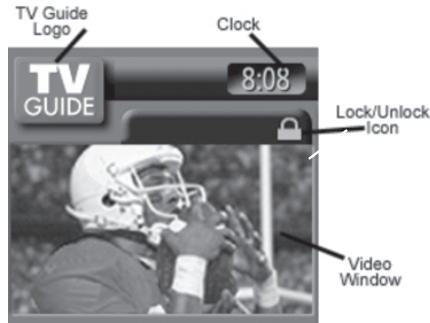 TV Guide
Logo
Clock
TV
GUIDE
8:08
Lock/Unlock
Icon
Video
Window